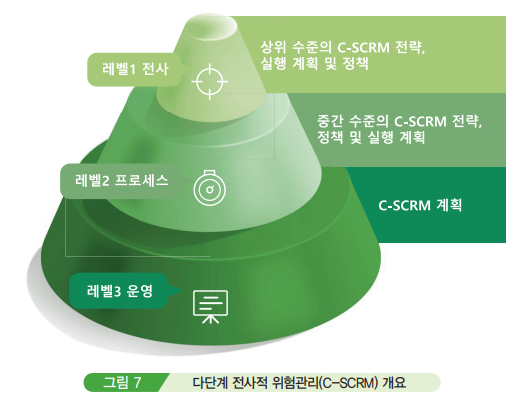 레벨1 전사
상위 수준의 C-SCRM 전략,
실행 계획 및 정책
레벨2 프로세스
중간 수준의 C-SCRM 전략,
정책 및 실행 계획
C-SCRM 계획
레벨3 운영
그림 7 다단계 전사적 위험관리(C-SCRM) 개요